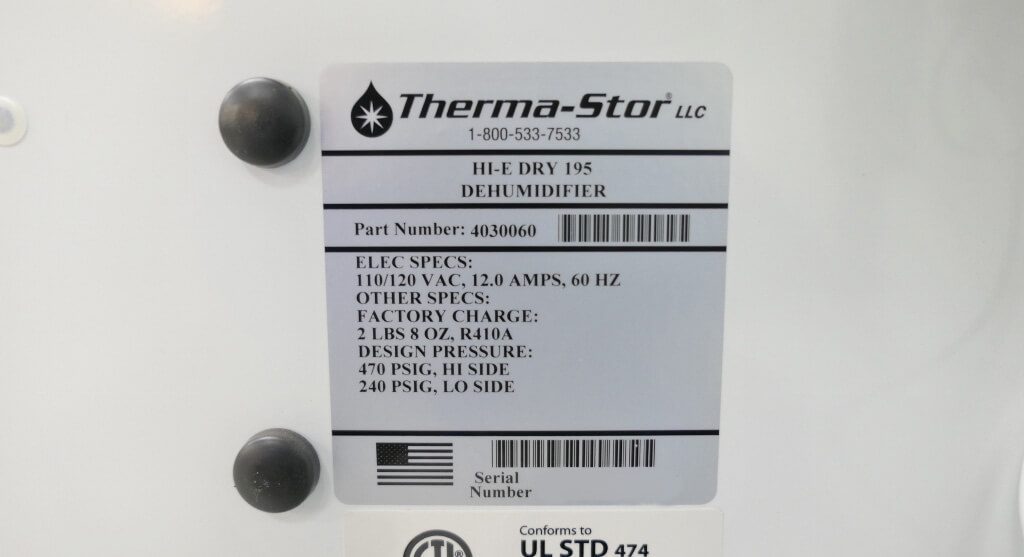 Therma-Stor® LLC
1-800-533-7533
HI-E DRY 195
DEHUMIDIFIER
Part Number: 4030060
ELEC SPECS:
110/120 VAC, 12.0 AMPS, 60 HZ
OTHER SPECS:
FACTORY CHARGE:
2 LBS 8 OZ, R410A
DESIGN PRESSURE:
470 PSIG, HI SIDE
240 PSIG, LO SIDE
Serial
Number
Conforms to
UL STD 474